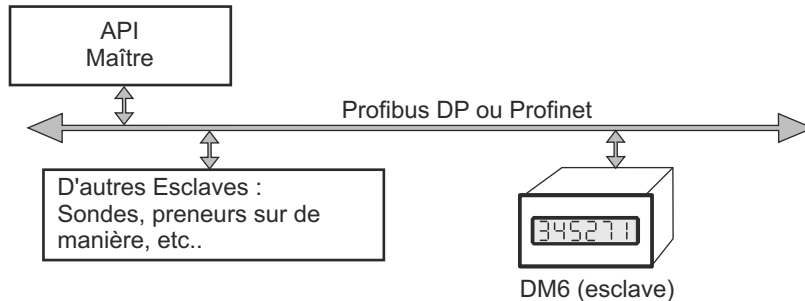 API
Maître
Profibus DP ou Profinet
D'autres Esclaves :
Sondes, preneurs sur de
manière, etc..
345271
DM6 (esclave)